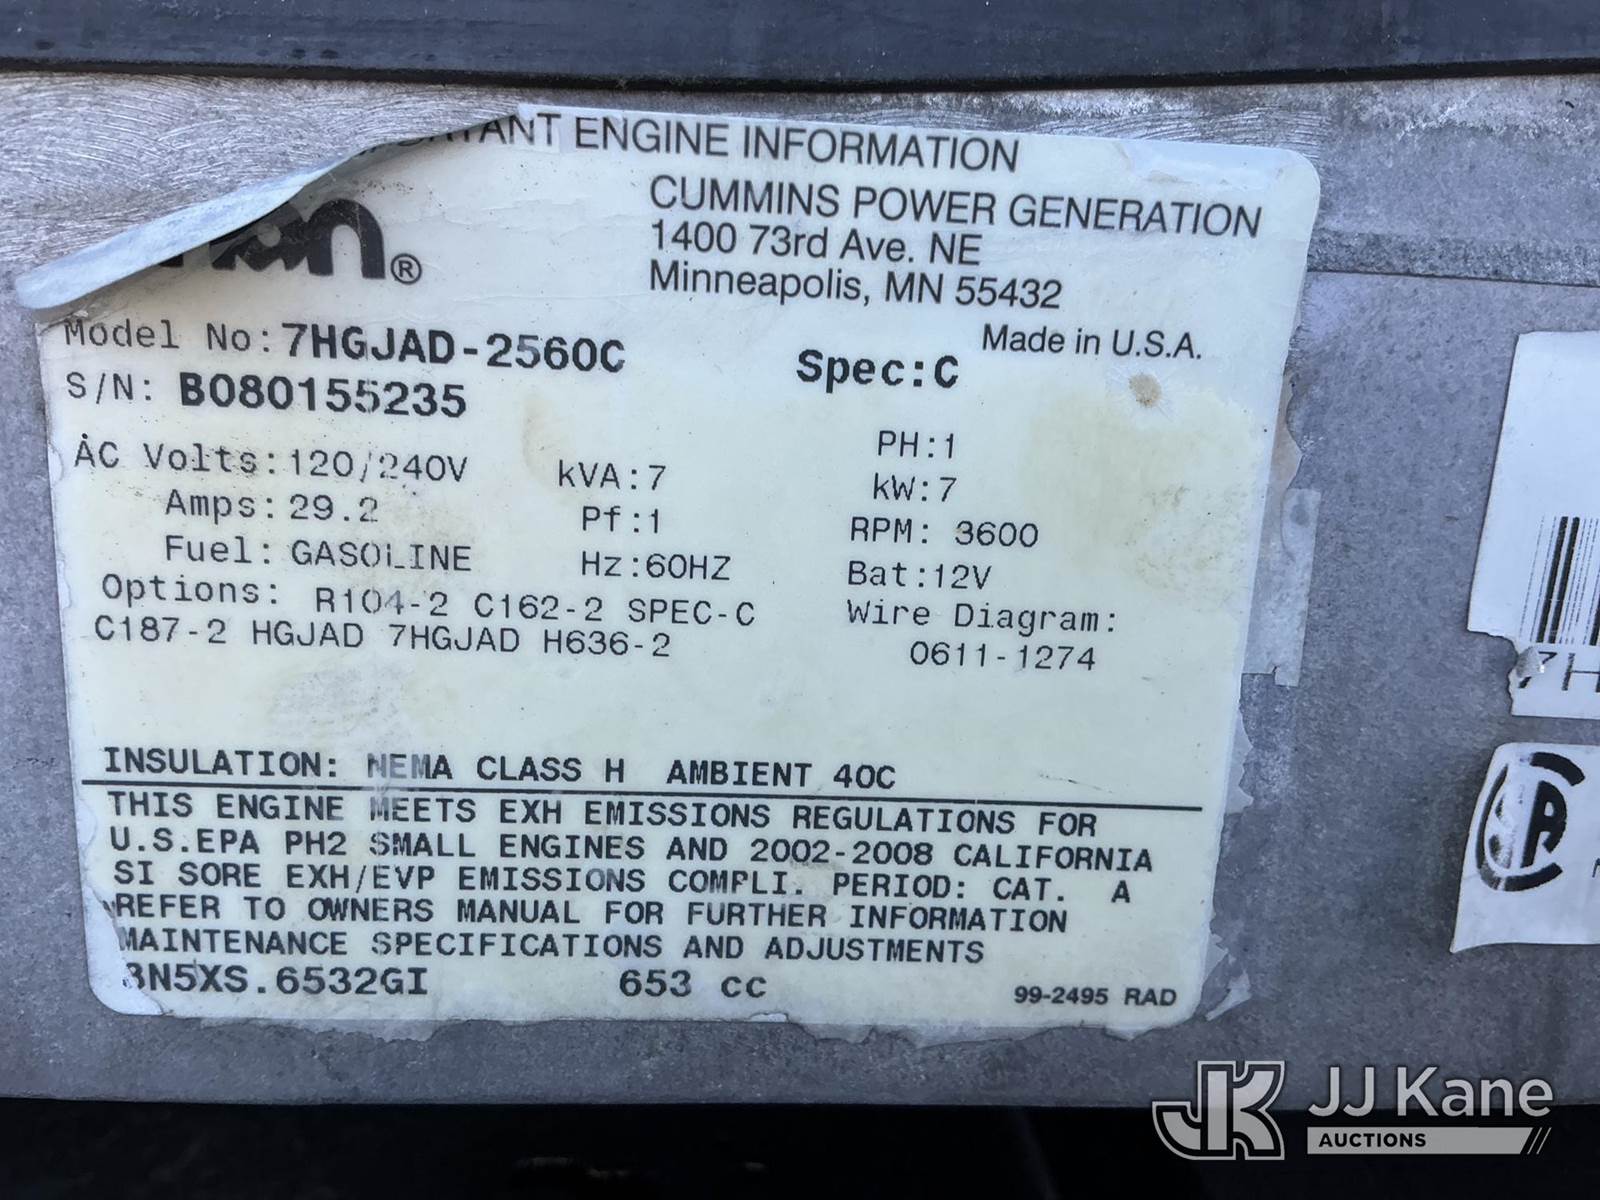 ANT ENGINE INFORMATION
CUMMINS POWER GENERATION
1400 73rd Ave. NE
Minneapolis, MN 55432
®
Made in U.S.A.
Model No: 7HGJAD-2560C Spec:C
S/N: B080155235
AC Volts: 120/240V kVA:7 PH:1
Amps: 29.2 Pf:1 kW:7
Fuel: GASOLINE Hz:60HZ RPM: 3600
Bat:12V
Options: R104-2 C162-2 SPEC-C
C187-2 HGJAD 7HGJAD H636-2
Wire Diagram:
0611-1274
INSULATION: NEMA CLASS H AMBIENT 40C
THIS ENGINE MEETS EXH EMISSIONS REGULATIONS FOR
U.S.EPA PH2 SMALL ENGINES AND 2002-2008 CALIFORNIA
SI SORE EXH/EVP EMISSIONS COMPLI. PERIOD: CAT. A
REFER TO OWNERS MANUAL FOR FURTHER INFORMATION
MAINTENANCE SPECIFICATIONS AND ADJUSTMENTS
8N5XS.6532GI 653 cc
99-2495 RAD
7H
SA
JK JJ Kane
AUCTIONS